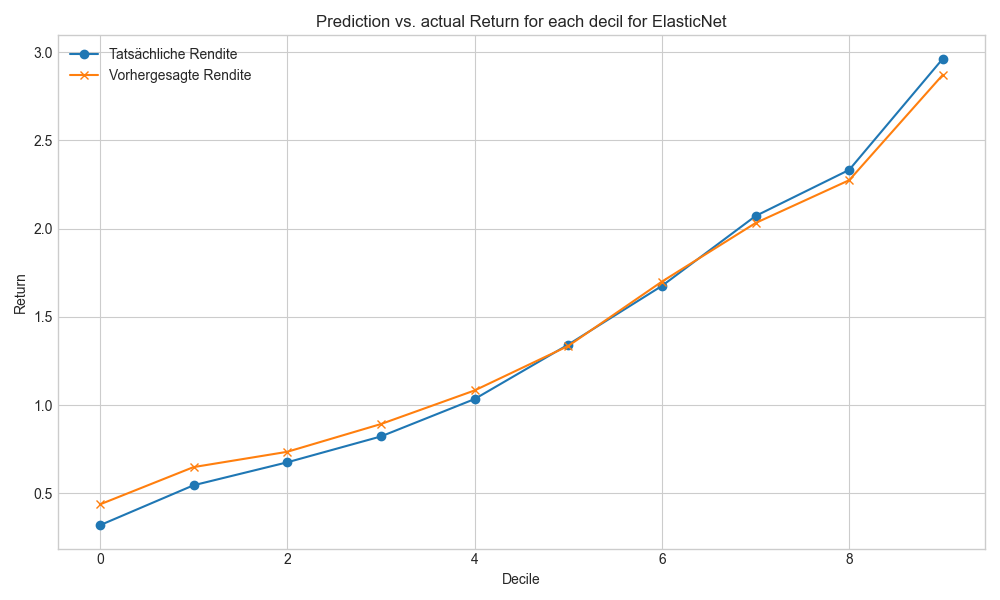 Prediction vs. actual Return for each decil for ElasticNet
Tatsächliche Rendite
Vorhergesagte Rendite
3.0
2.5
2.0
1.5
1.0
0.5
Return
0 2 4 6 8
Decile